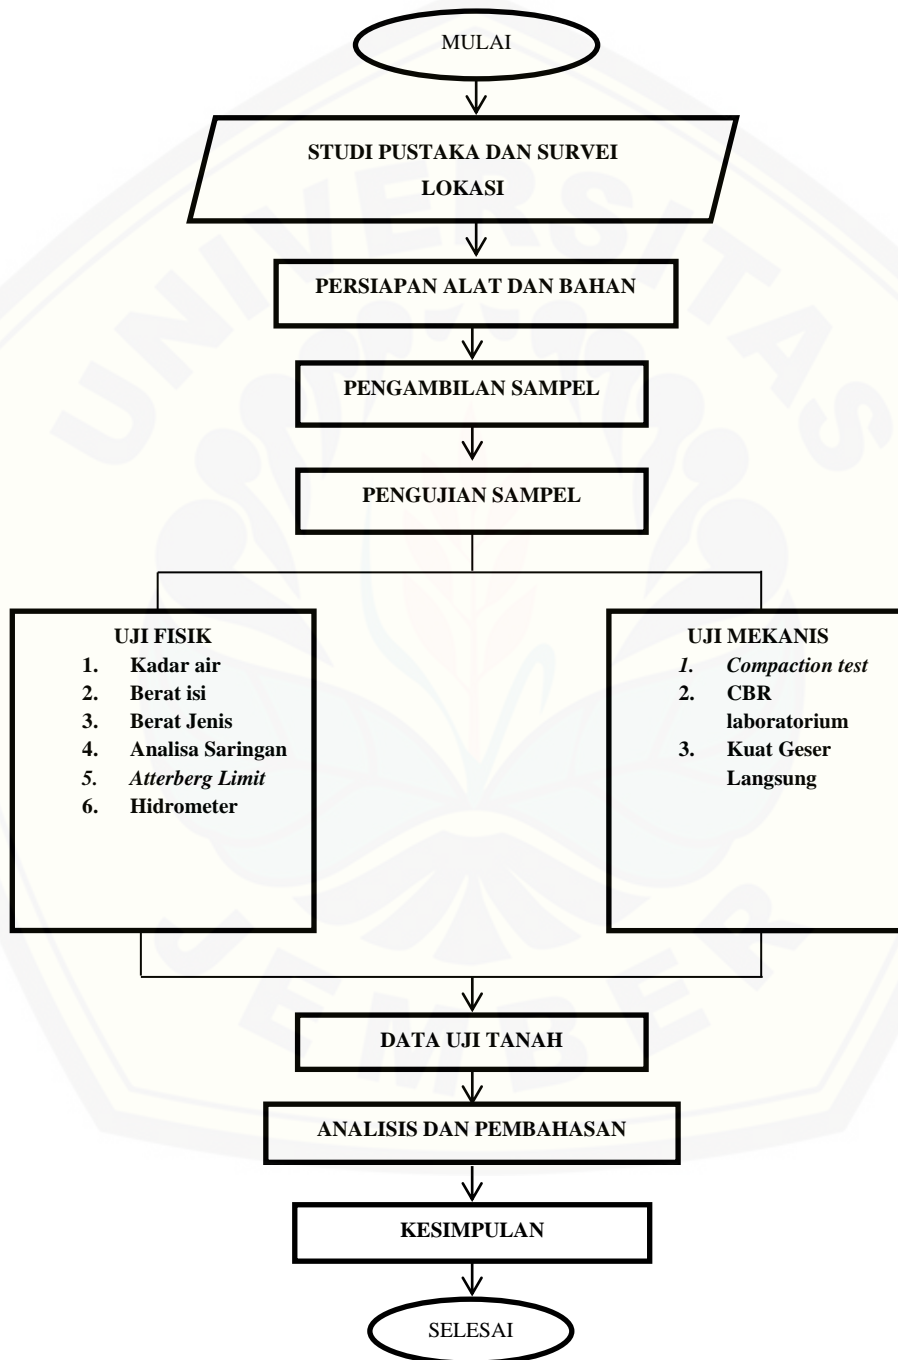 MULAI
STUDI PUSTAKA DAN SURVEI
LOKASI
PERSIAPAN ALAT DAN BAHAN
PENGAMBILAN SAMPEL
PENGUJIAN SAMPEL
UJI FISIK
1. Kadar air
2. Berat isi
3. Berat Jenis
4. Analisa Saringan
5. Atterberg Limit
6. Hidrometer
UJI MEKANIS
1. Compaction test
2. CBR
laboratorium
3. Kuat Geser
Langsung
DATA UJI TANAH
ANALISIS DAN PEMBAHASAN
KESIMPULAN
SELESAI
UNIVERSITAS
JEMBER